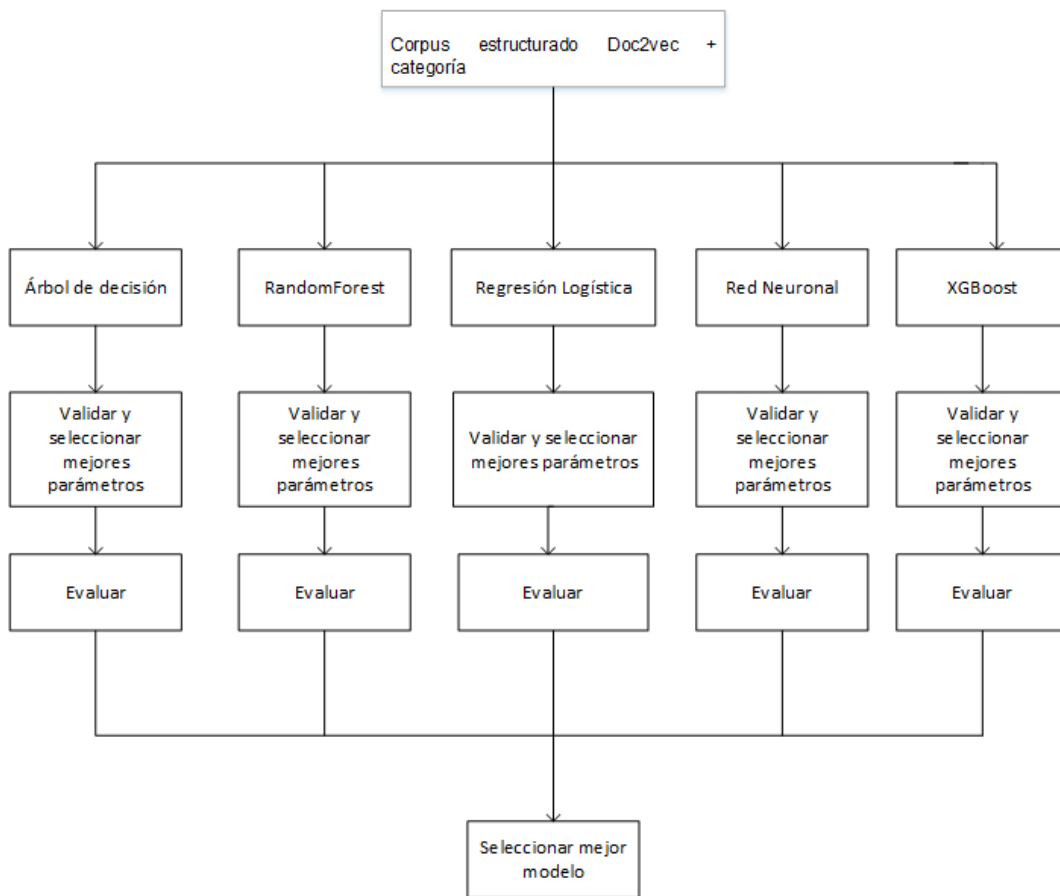 Corpus estructurado Doc2vec +
categoría
Árbol de decisión
RandomForest
Regresión Logística
Red Neuronal
XGBoost
Validar y
seleccionar
mejores
parámetros
Validar y
seleccionar
mejores
parámetros
Validar y seleccionar
mejores parámetros
Validar y
seleccionar
mejores
parámetros
Validar y
seleccionar
mejores
parámetros
Evaluar
Evaluar
Evaluar
Evaluar
Evaluar
Seleccionar mejor
modelo